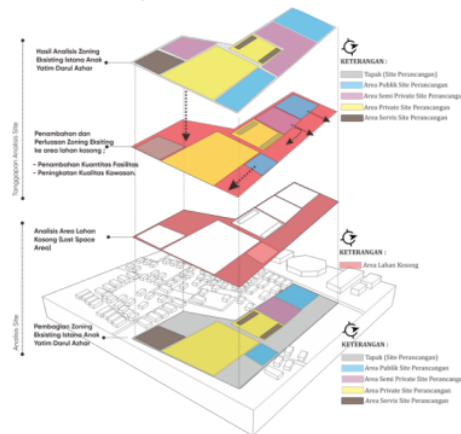 Hasil Analisis Zoning
Eksisting Istana Anak
Yatim Darul Azhar
KETERANGAN :
Tapak (Site Perancangan)
Area Publik Site Perancangan
Area Semi Private Site Perancangan
Area Private Site Perancangan
Area Servis Site Perancangan
Tanggapan Analisis Site
Penambahan dan
Perluasan Zoning Eksiting
ke area lahan kosong ;
- Penambahan Kuantitas Fasilitas
- Peningkatan Kualitas Kawasan.
Analisis Area Lahan
Kosong (Lost Space
Area)
KETERANGAN :
Area Lahan Kosong
Analisis Site
Pembagian Zoning
Eksisting Istana Anak
Yatim Darul Azhar
KETERANGAN :
Tapak (Site Perancangan)
Area Publik Site Perancangan
Area Semi Private Site Perancangan
Area Private Site Perancangan
Area Servis Site Perancangan